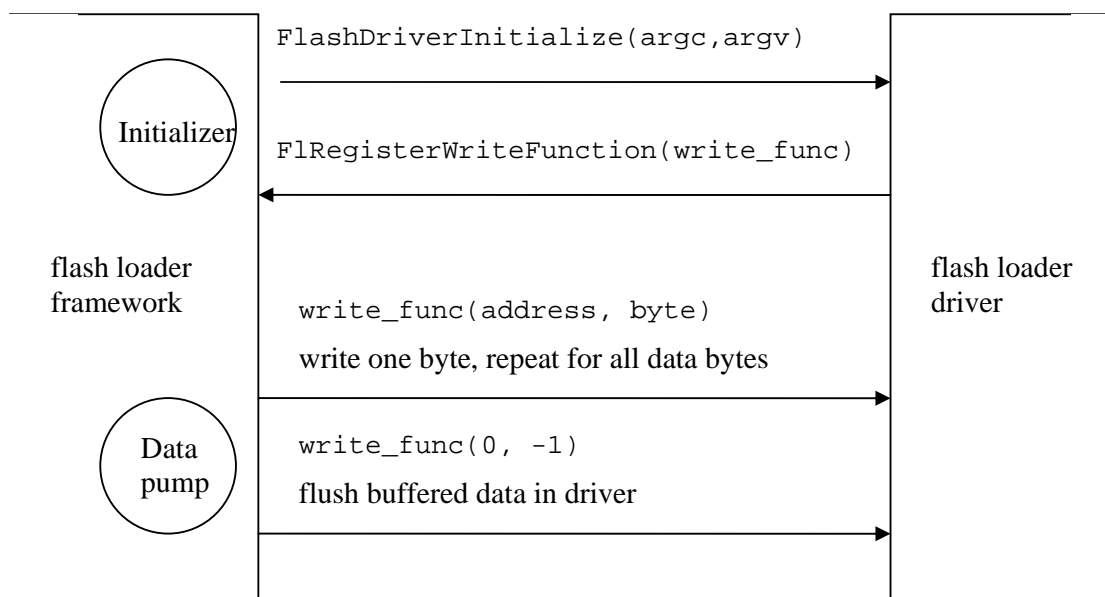 FlashDriverInitialize(argc,argv)
Initializer
FlRegisterWriteFunction(write_func)
flash loader
framework
flash loader
driver
write_func(address, byte)
write one byte, repeat for all data bytes
Data
pump
write_func(0, -1)
flush buffered data in driver